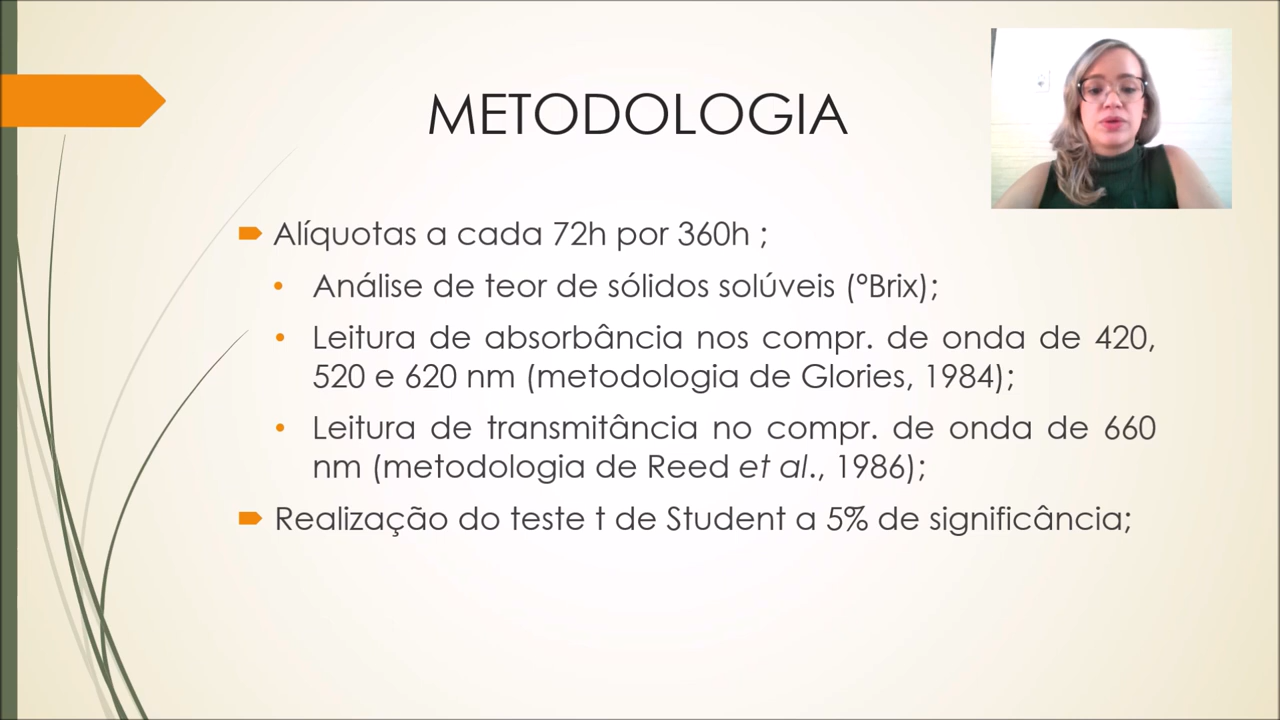 METODOLOGIA
Alíquotas a cada 72h por 360h ;
Análise de teor de sólidos solúveis (°Brix);
Leitura de absorbância nos compr. de onda de 420,
520 e 620 nm (metodologia de Glories, 1984);
Leitura de transmitância no compr. de onda de 660
nm (metodologia de Reed et al., 1986);
Realização do teste t de Student a 5% de significância;